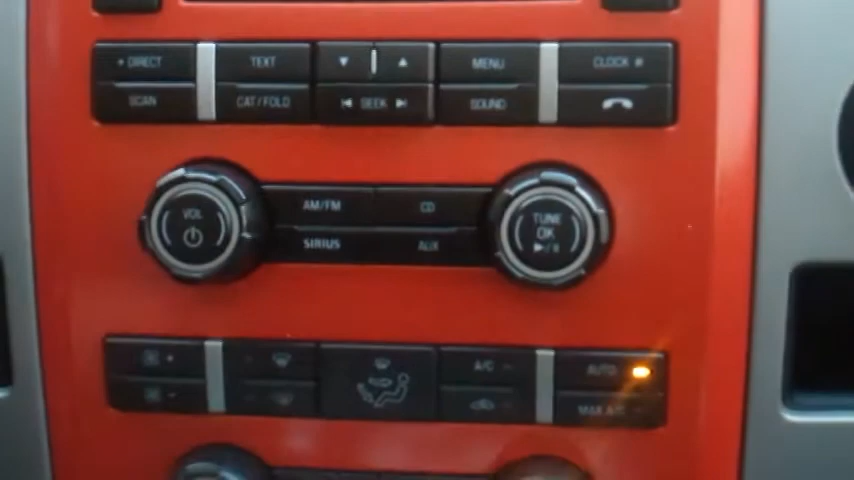 DIRECT TEXT ▼ ▲ MENU CLOCK
SCAN CAT/FOLD SEEK SOUND
VOL AM/FM CD TUNE
OK
SIRIUS AUX
A/C AUTO
MAX A/C